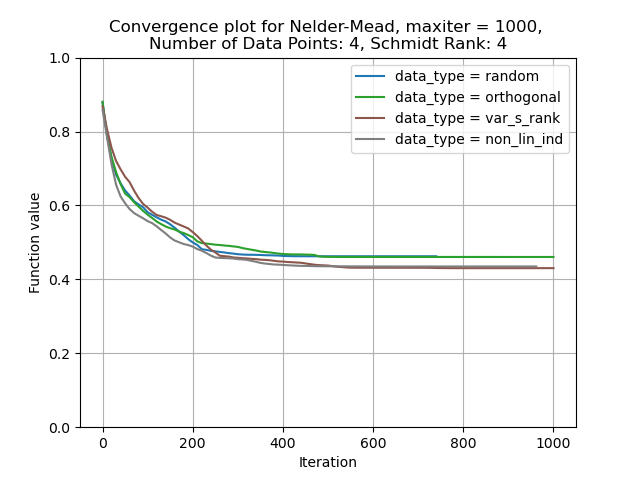 Convergence plot for Nelder-Mead, maxiter = 1000,
Number of Data Points: 4, Schmidt Rank: 4
data_type = random
data_type = orthogonal
data_type = var_s_rank
data_type = non_lin_ind
Function value
1.0
0.8
0.6
0.4
0.2
0.0
0 200 400 600 800 1000
Iteration